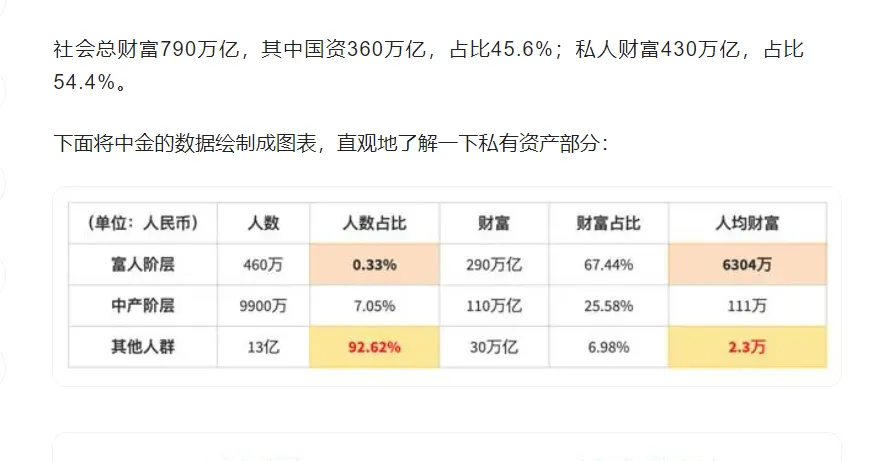 社会总财富790万亿，其中国资360万亿，占比45.6%；私人财富430万亿，占比
54.4%。
下面将中金的数据绘制成图表，直观地了解一下私有资产部分：
（单位：人民币） 人数 人数占比 财富 财富占比 人均财富
富人阶层 460万 0.33% 290万亿 67.44% 6304万
中产阶层 9900万 7.05% 110万亿 25.58% 111万
其他人群 13亿 92.62% 30万亿 6.98% 2.3万